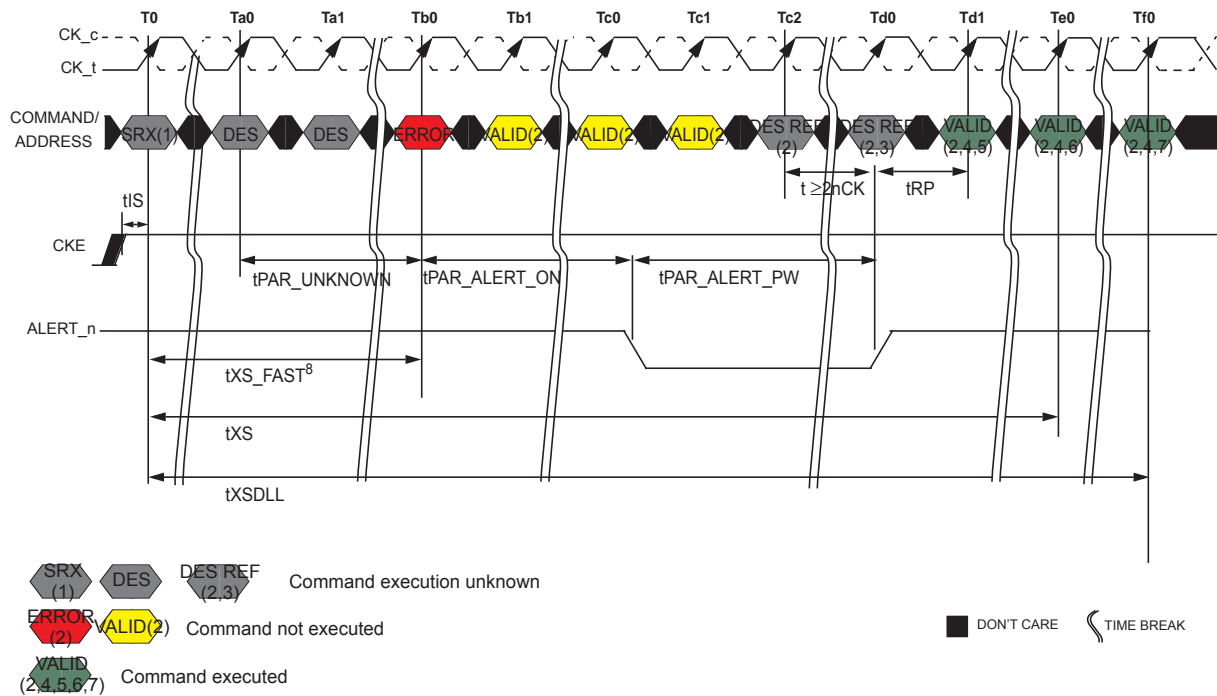 T0 Ta0 Ta1 Tb0 Tb1 Tc0 Tc1 Tc2 Td0 Td1 Te0 Tf0
CK_c
CK_t
COMMAND/
ADDRESS
SRX(1) DES DES ERROR VALID(2) VALID(2) VALID(2) DES REF
(2) DES REF
(2,3) VALID
(2,4,5) VALID
(2,4,6) VALID
(2,4,7)
t ≥2nCK tRP
tIS
CKE
tPAR_UNKNOWN tPAR_ALERT_ON tPAR_ALERT_PW
ALERT_n
tXS_FAST8
tXS
tXSDLL
SRX
(1) DES DES REF
(2,3) Command execution unknown
ERROR
(2) VALID(2) Command not executed
DON'T CARE TIME BREAK
VALID
(2,4,5,6,7) Command executed